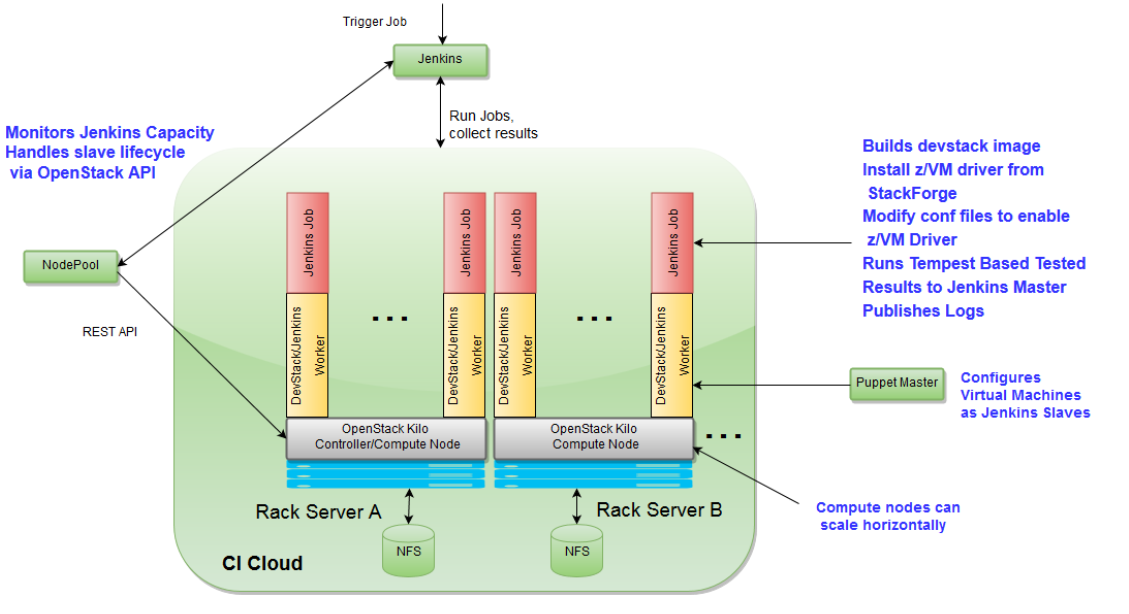 Trigger Job
Jenkins
Run Jobs,
collect results
Monitors Jenkins Capacity
Handles slave lifecycle
via OpenStack API
NodePool
REST API
Jenkins Job
Jenkins Job
Jenkins Job
Jenkins Job
...
...
DevStack/Jenkins
Worker
DevStack/Jenkins
Worker
DevStack/Jenkins
Worker
DevStack/Jenkins
Worker
OpenStack Kilo
Controller/Compute Node
OpenStack Kilo
Compute Node
...
Rack Server A
Rack Server B
NFS
NFS
CI Cloud
Builds devstack image
Install z/VM driver from
StackForge
Modify conf files to enable
z/VM Driver
Runs Tempest Based Tested
Results to Jenkins Master
Publishes Logs
Puppet Master
Configures
Virtual Machines
as Jenkins Slaves
Compute nodes can
scale horizontally